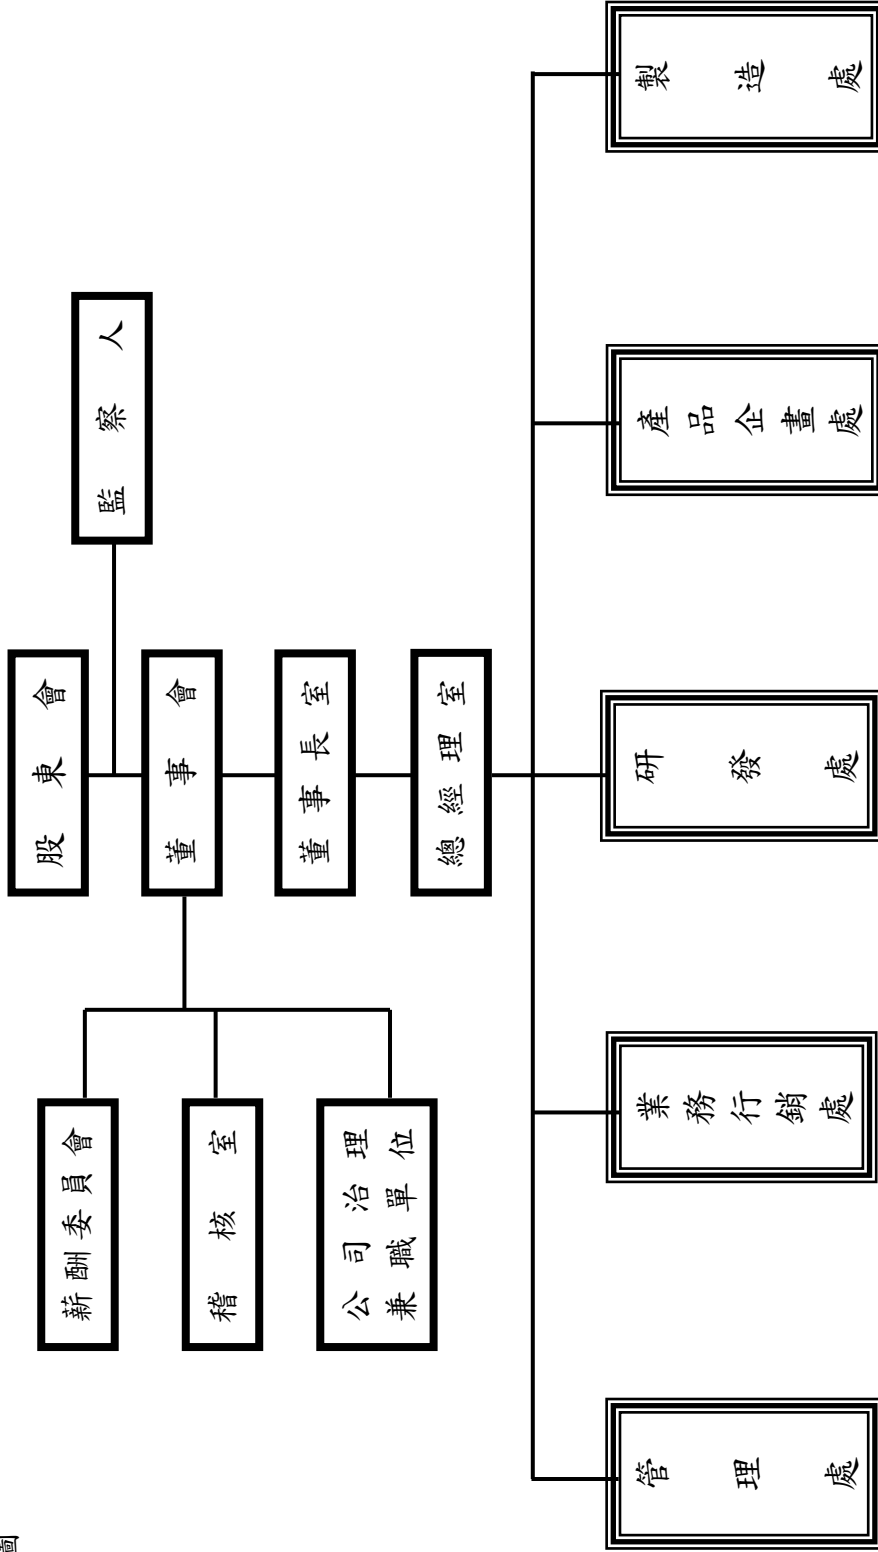 圖
股東會
監察人
董事會
董事長室
總經理室
薪酬委員會
稽核室
公司治理
兼職單位
管理處
業務行銷處
研發處
產品企畫處
製造處